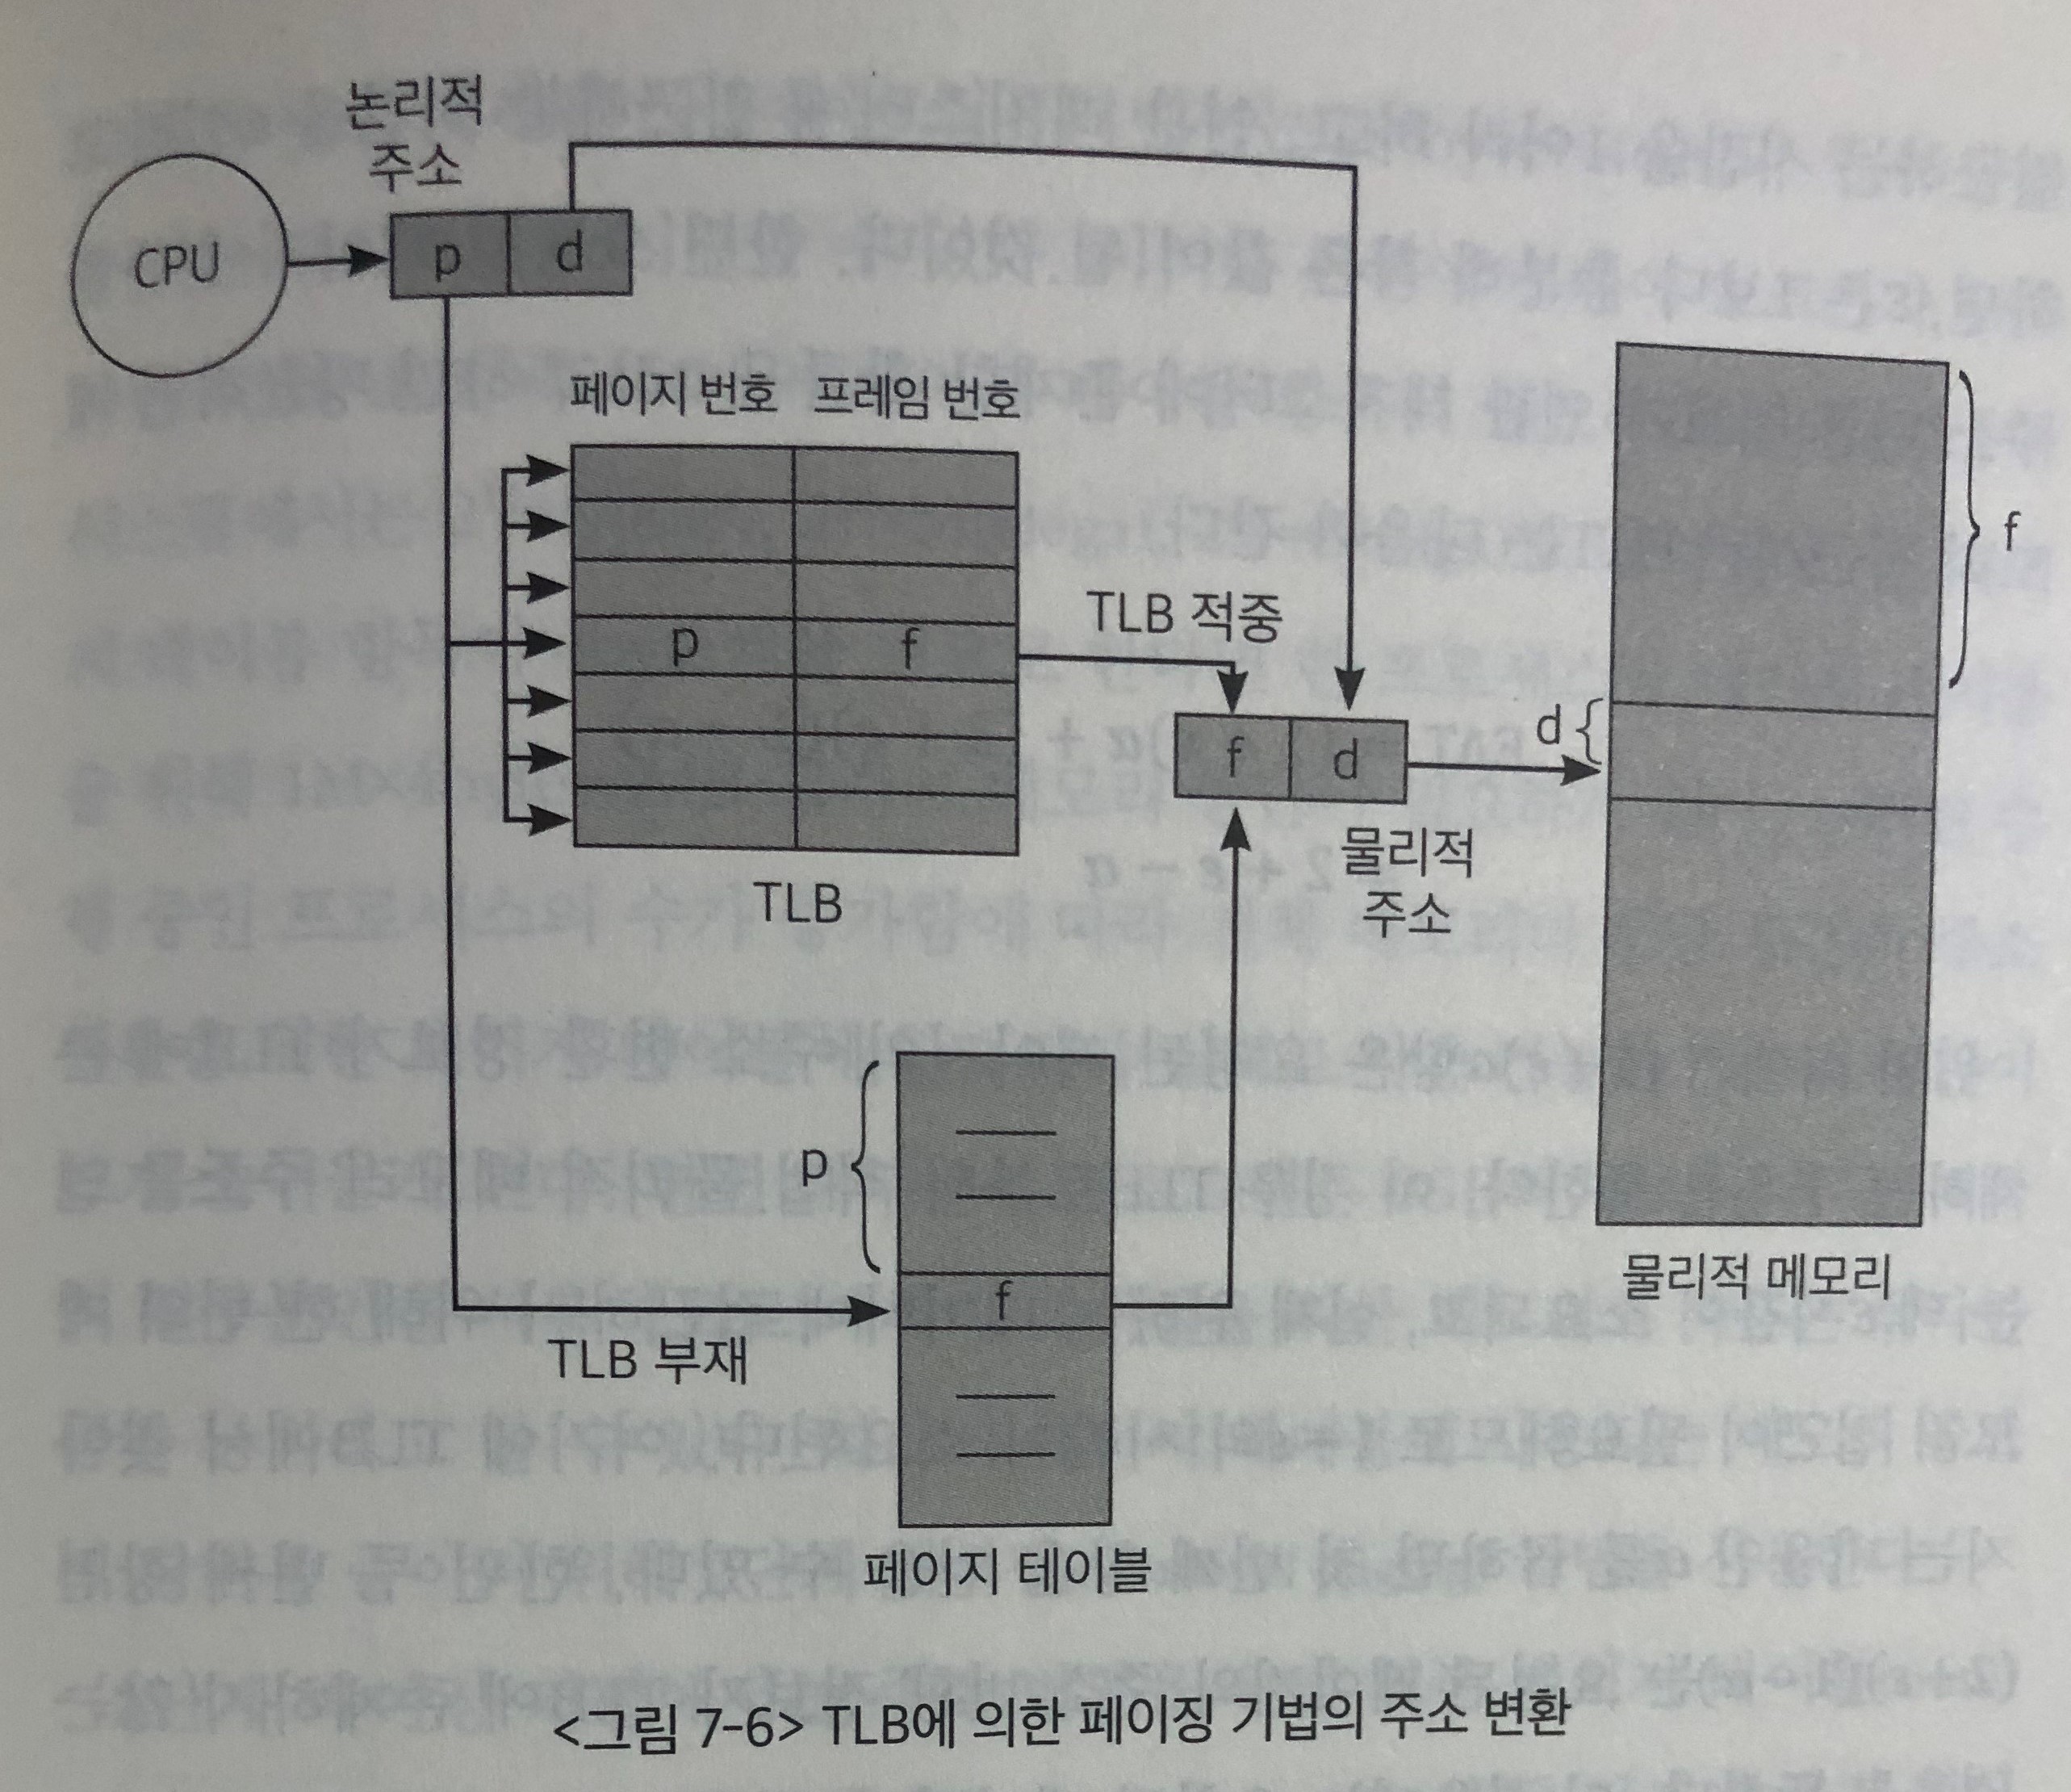 논리적
주소
CPU
p d
페이지 번호 프레임 번호
p f
TLB
TLB 적중
f d
물리적
주소
d
f
물리적 메모리
p
f
TLB 부재
페이지 테이블
<그림 7-6> TLB에 의한 페이징 기법의 주소 변환